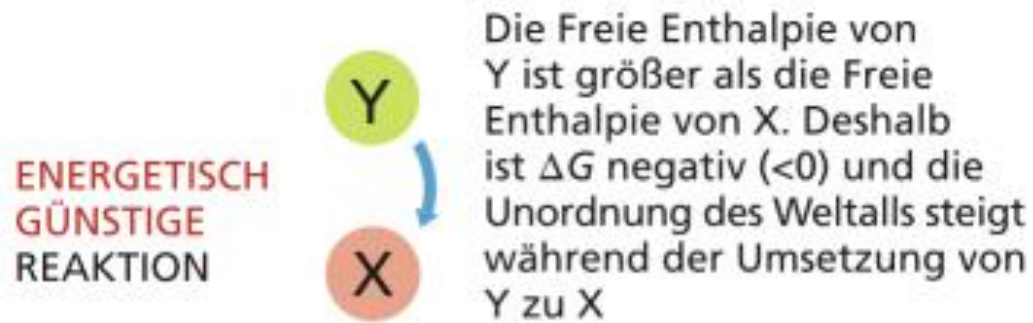 Die Freie Enthalpie von
Y ist größer als die Freie
Enthalpie von X. Deshalb
ist ΔG negativ (<0) und die
Unordnung des Weltalls steigt
während der Umsetzung von
Y zu X
ENERGETISCH
GÜNSTIGE
REAKTION
Y
X